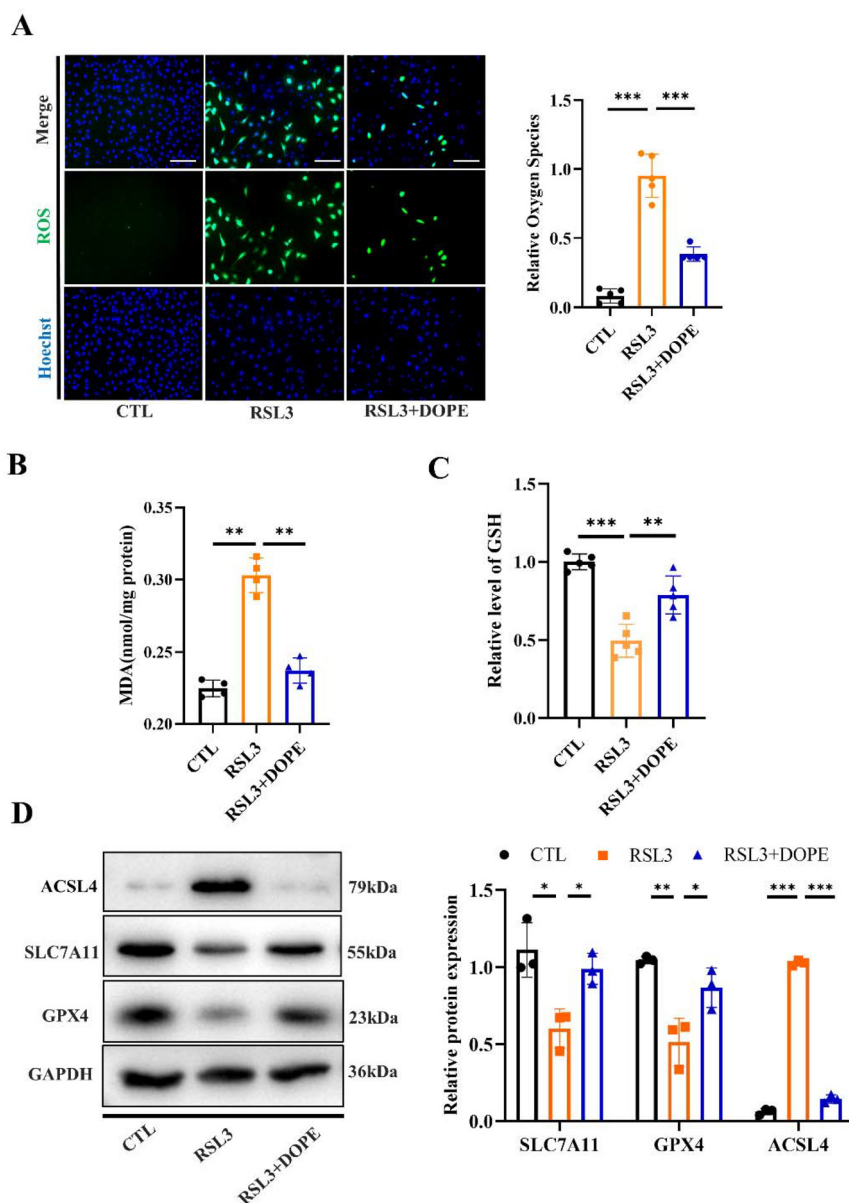 A
Merge
ROS
Hoechst
CTL
RSL3
RSL3+DOPE
Relative Oxygen Species
1.5
1.0
0.5
0.0
***
***
CTL
RSL3
RSL3+DOPE
B
MDA(nmol/mg protein)
0.35
0.30
0.25
0.20
**
**
CTL
RSL3
RSL3+DOPE
C
Relative level of GSH
1.5
1.0
0.5
0.0
***
**
CTL
RSL3
RSL3+DOPE
D
ACSL4 79kDa
SLC7A11 55kDa
GPX4 23kDa
GAPDH 36kDa
CTL
RSL3
RSL3+DOPE
CTL RSL3 RSL3+DOPE
Relative protein expression
1.5
1.0
0.5
0.0
* * ** * *** ***
SLC7A11 GPX4 ACSL4